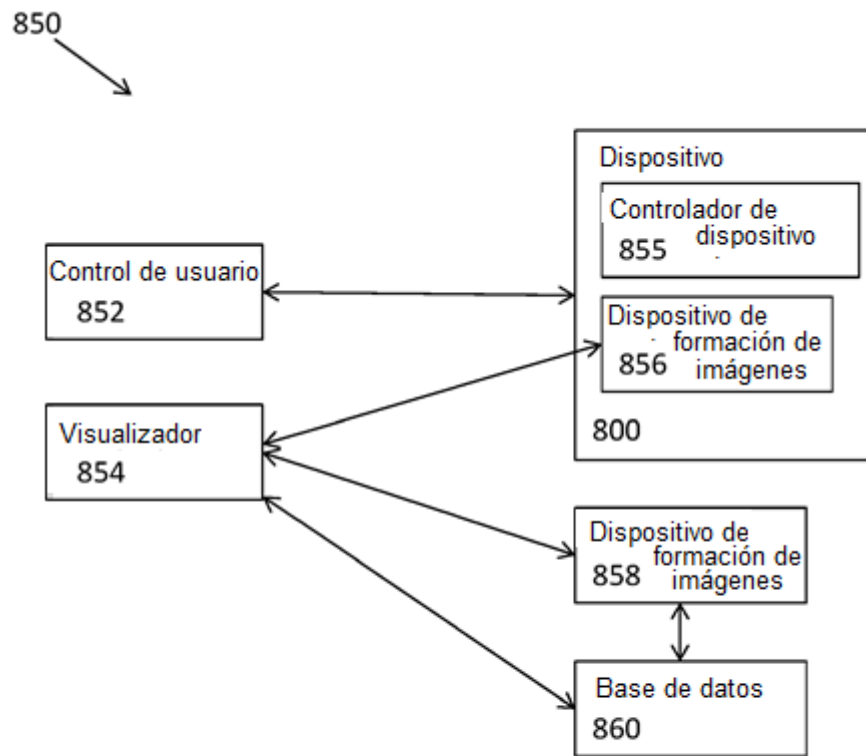 850
Dispositivo
Controlador de
855 dispositivo
Control de usuario
852
Dispositivo de
856 formación de
imágenes
800
Visualizador
854
Dispositivo de
858 formación de
imágenes
Base de datos
860